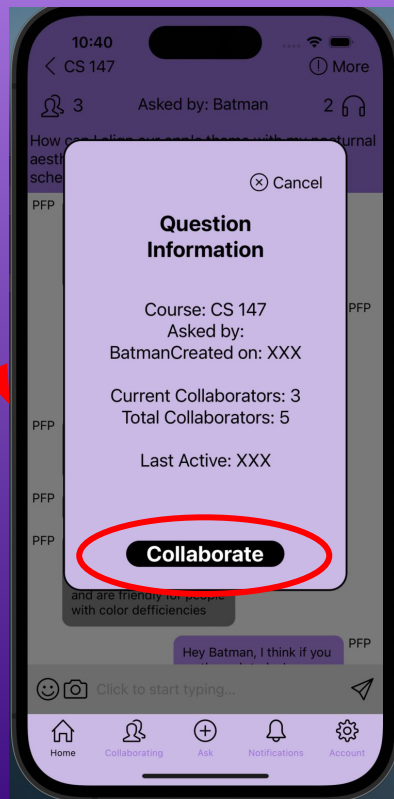 10:40
CS 147
More
3
Asked by: Batman
2
How can I align our app's theme with my nocturnal
aesth
sche
PFP
Cancel
Question
Information
PFP
Course: CS 147
Asked by:
BatmanCreated on: XXX
Current Collaborators: 3
Total Collaborators: 5
PFP
Last Active: XXX
PFP
PFP
Collaborate
and are friendly for people
with color defficiencies
Hey Batman, I think if you
PFP
Click to start typing...
Home
Collaborating
Ask
Notifications
Account